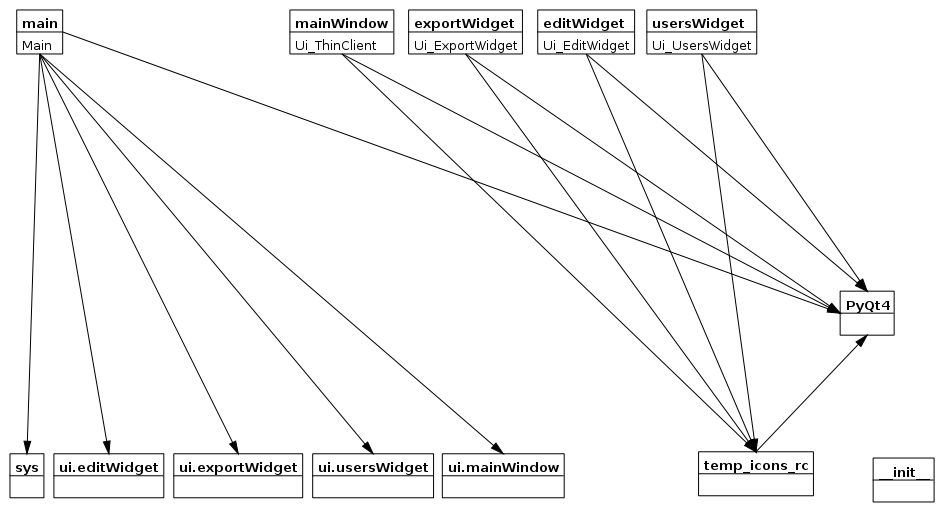 main
Main
mainWindow
Ui_ThinClient
exportWidget
Ui_ExportWidget
editWidget
Ui_EditWidget
usersWidget
Ui_UsersWidget
PyQt4
sys
ui.editWidget
ui.exportWidget
ui.usersWidget
ui.mainWindow
temp_icons_rc
__init__